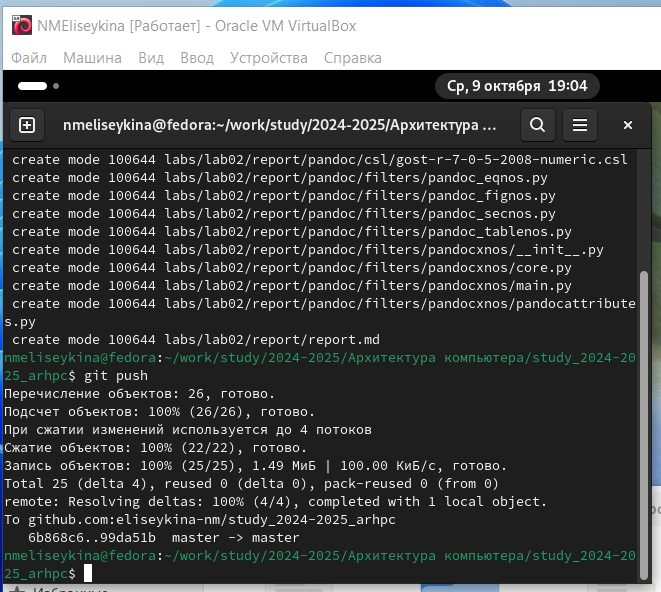 NMEliseykina [Работает] - Oracle VM VirtualBox
Файл Машина Вид Ввод Устройства Справка
Ср, 9 октября 19:04
nmeliseykina@fedora:~/work/study/2024-2025/Архитектура ...
create mode 100644 labs/lab02/report/pandoc/csl/gost-r-7-0-5-2008-numeric.csl
create mode 100644 labs/lab02/report/pandoc/filters/pandoc_eqnos.py
create mode 100644 labs/lab02/report/pandoc/filters/pandoc_fignos.py
create mode 100644 labs/lab02/report/pandoc/filters/pandoc_secnos.py
create mode 100644 labs/lab02/report/pandoc/filters/pandoc_tablenos.py
create mode 100644 labs/lab02/report/pandoc/filters/pandocxnos/__init__.py
create mode 100644 labs/lab02/report/pandoc/filters/pandocxnos/core.py
create mode 100644 labs/lab02/report/pandoc/filters/pandocxnos/main.py
create mode 100644 labs/lab02/report/pandoc/filters/pandocxnos/pandocattribute
s.py
create mode 100644 labs/lab02/report/report.md
nmeliseykina@fedora:~/work/study/2024-2025/Архитектура компьютера/study_2024-20
25_arhpc$ git push
Перечисление объектов: 26, готово.
Подсчет объектов: 100% (26/26), готово.
При сжатии изменений используется до 4 потоков
Сжатие объектов: 100% (22/22), готово.
Запись объектов: 100% (25/25), 1.49 МиБ | 100.00 КиБ/с, готово.
Total 25 (delta 4), reused 0 (delta 0), pack-reused 0 (from 0)
remote: Resolving deltas: 100% (4/4), completed with 1 local object.
To github.com:eliseykina-nm/study_2024-2025_arhpc
6b868c6..99da51b master -> master
nmeliseykina@fedora:~/work/study/2024-2025/Архитектура компьютера/study_2024-20
25_arhpc$